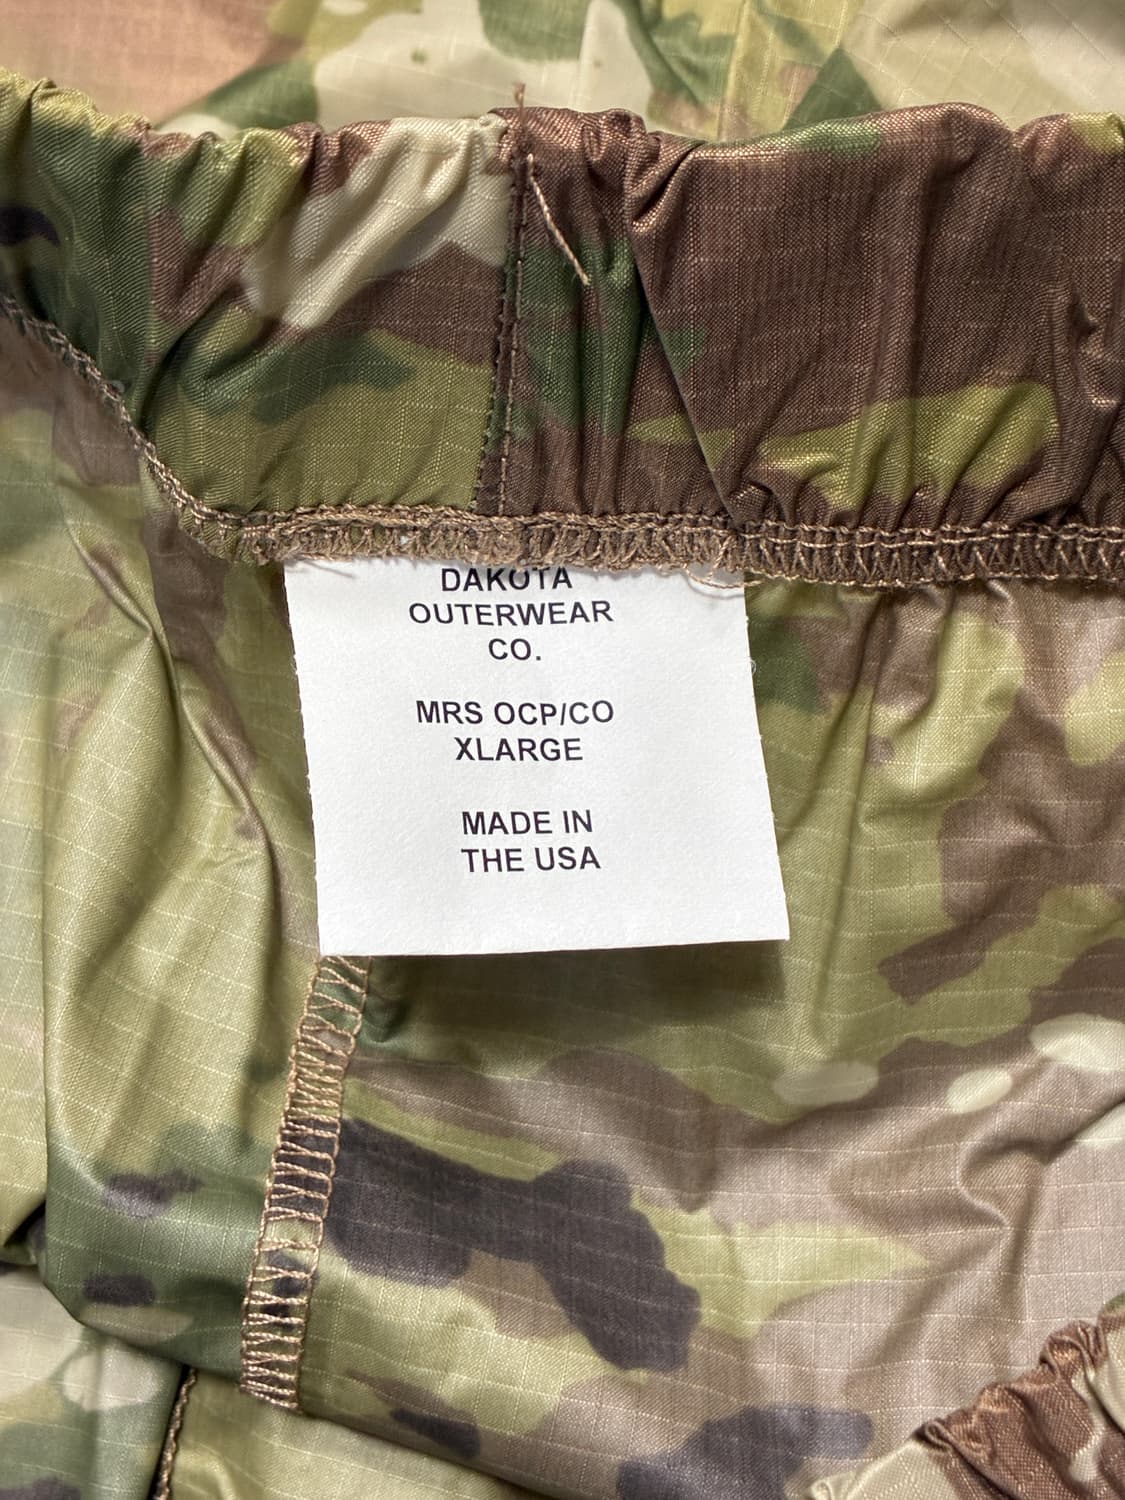 DAKOTA
OUTERWEAR
CO.
MRS OCP/CO
XLARGE
MADE IN
THE USA